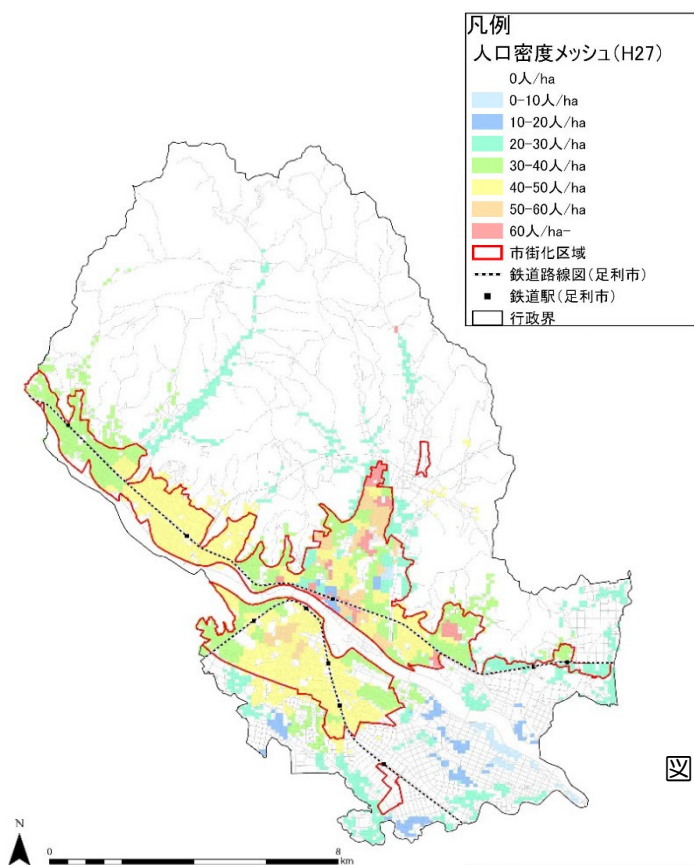 凡例
人口密度メッシュ(H27)
0人/ha
0-10人/ha
10-20人/ha
20-30人/ha
30-40人/ha
40-50人/ha
50-60人/ha
60人/ha-
市街化区域
鉄道路線図(足利市)
鉄道駅(足利市)
行政界
図
N
0 8
km